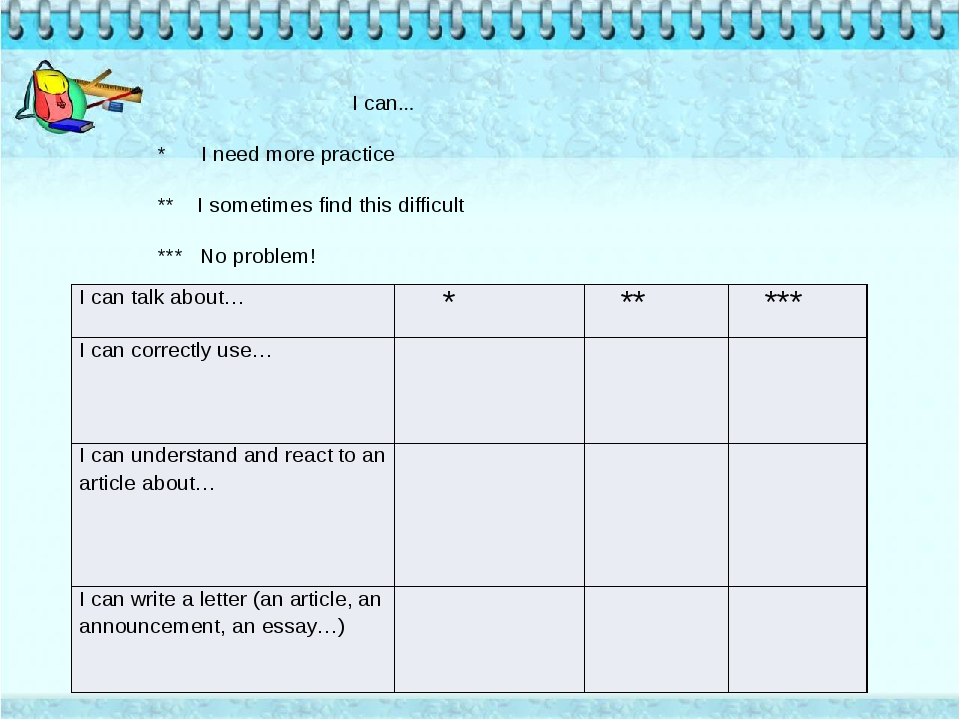 I can...
* I need more practice
** I sometimes find this difficult
*** No problem!
I can talk about… * ** ***
I can correctly use…
I can understand and react to an
article about…
I can write a letter (an article, an
announcement, an essay…)